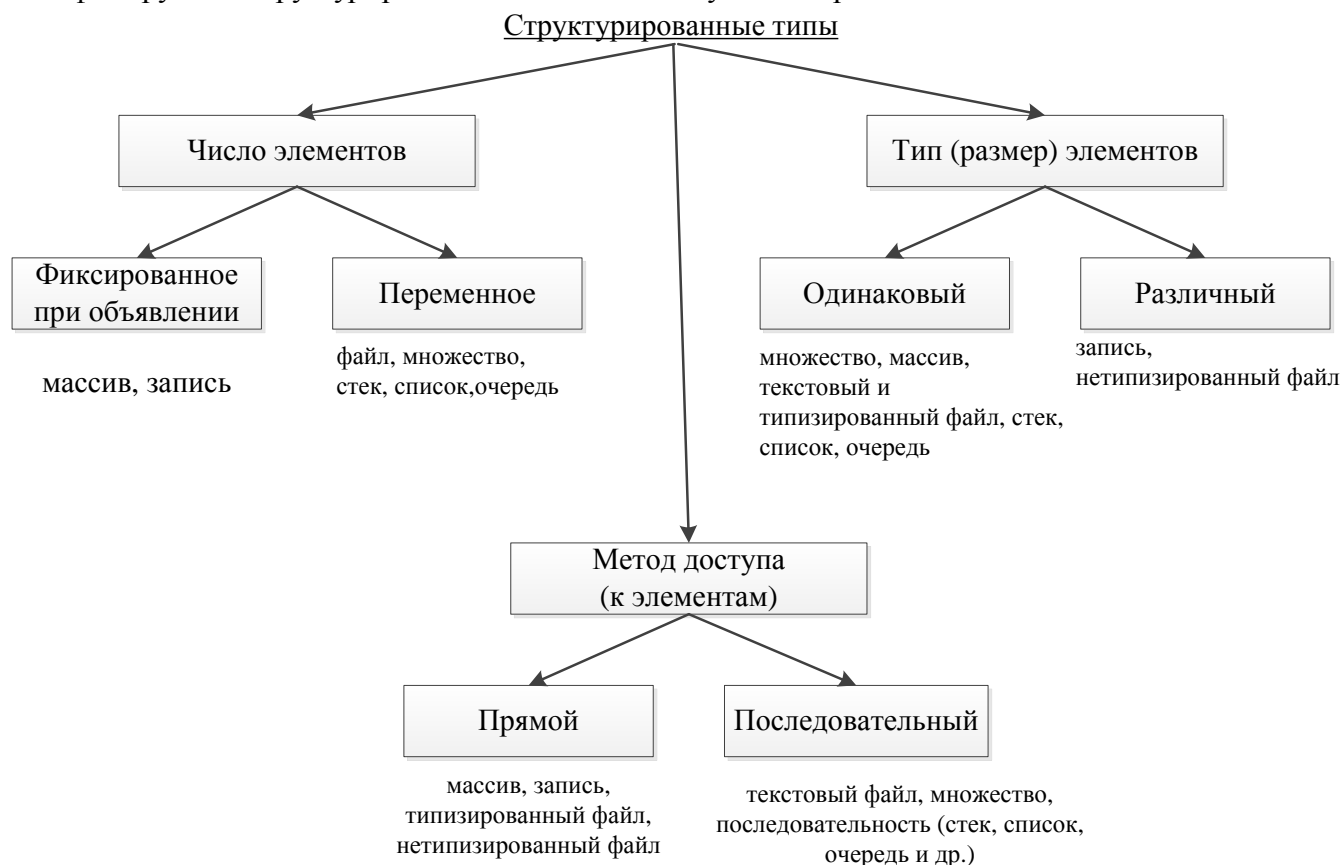 Структурированные типы
Число элементов
Тип (размер) элементов
Фиксированное
при объявлении
Переменное
Одинаковый
Различный
массив, запись
файл, множество,
стек, список,очередь
множество, массив,
текстовый и
типизированный файл, стек,
список, очередь
запись,
нетипизированный файл
Метод доступа
(к элементам)
Прямой
Последовательный
массив, запись,
типизированный файл,
нетипизированный файл
текстовый файл, множество,
последовательность (стек, список,
очередь и др.)